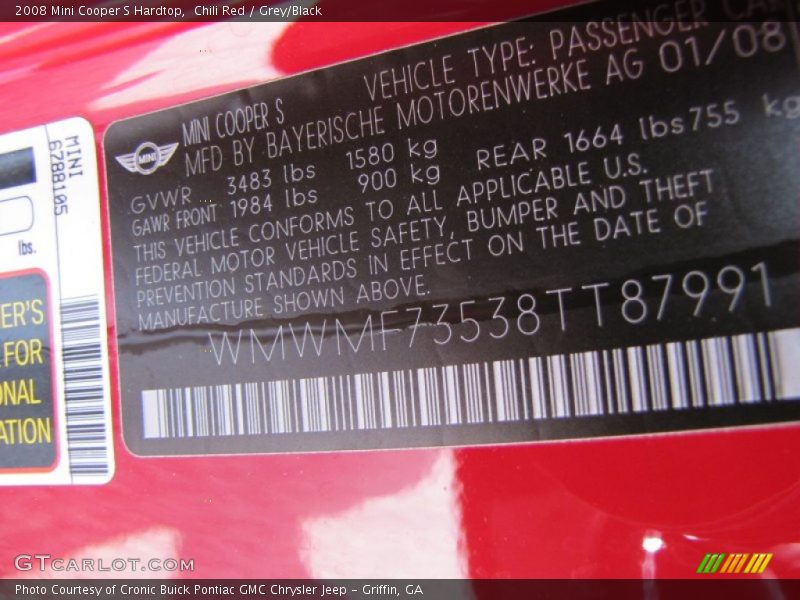 2008 Mini Cooper S Hardtop,  Chili Red / Grey/Black
VEHICLE TYPE: PASSENGER CAR
MINI COOPER S
MFD BY BAYERISCHE MOTORENWERKE AG 01/08
MINI
GVWR 3483 lbs 1580 kg
GAWR FRONT 1984 lbs 900 kg REAR 1664 lbs 755 kg
THIS VEHICLE CONFORMS TO ALL APPLICABLE U.S.
FEDERAL MOTOR VEHICLE SAFETY, BUMPER AND THEFT
PREVENTION STANDARDS IN EFFECT ON THE DATE OF
MANUFACTURE SHOWN ABOVE.
WMWMF73538TT87991
MINI
6788105
lbs.
ER'S
FOR
ONAL
ATION
GTCARLOT.COM
Photo Courtesy of Cronic Buick Pontiac GMC Chrysler Jeep – Griffin, GA